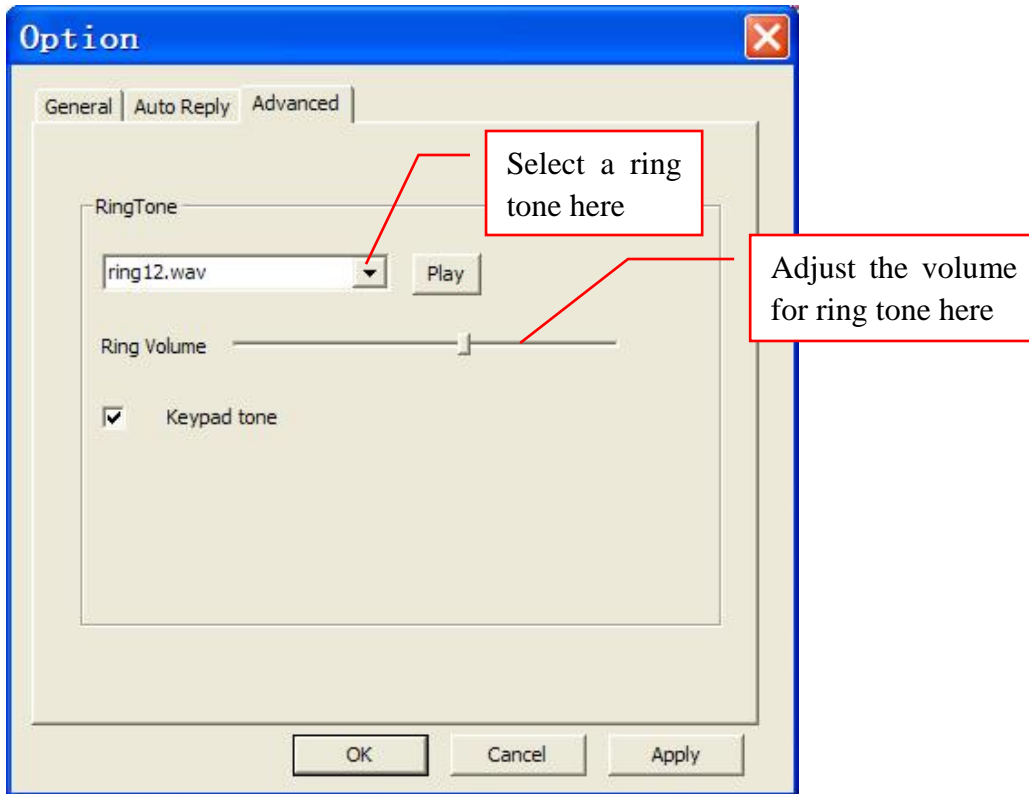 Option
General
Auto Reply
Advanced
Select a ring
tone here
RingTone
ring12.wav
Play
Adjust the volume
for ring tone here
Ring Volume
Keypad tone
OK
Cancel
Apply